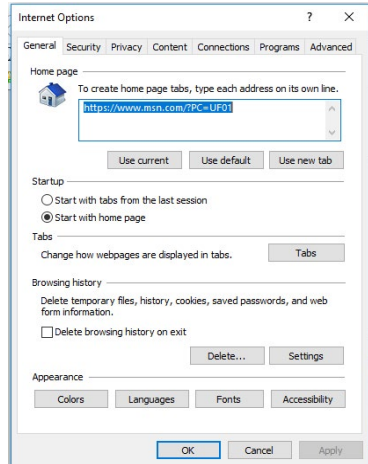 Internet Options ? ×
General Security Privacy Content Connections Programs Advanced
Home page
To create home page tabs, type each address on its own line.
https://www.msn.com/?PC=UF01
Use current Use default Use new tab
Startup
Start with tabs from the last session
Start with home page
Tabs
Change how webpages are displayed in tabs. Tabs
Browsing history
Delete temporary files, history, cookies, saved passwords, and web
form information.
Delete browsing history on exit
Delete... Settings
Appearance
Colors Languages Fonts Accessibility
OK Cancel Apply